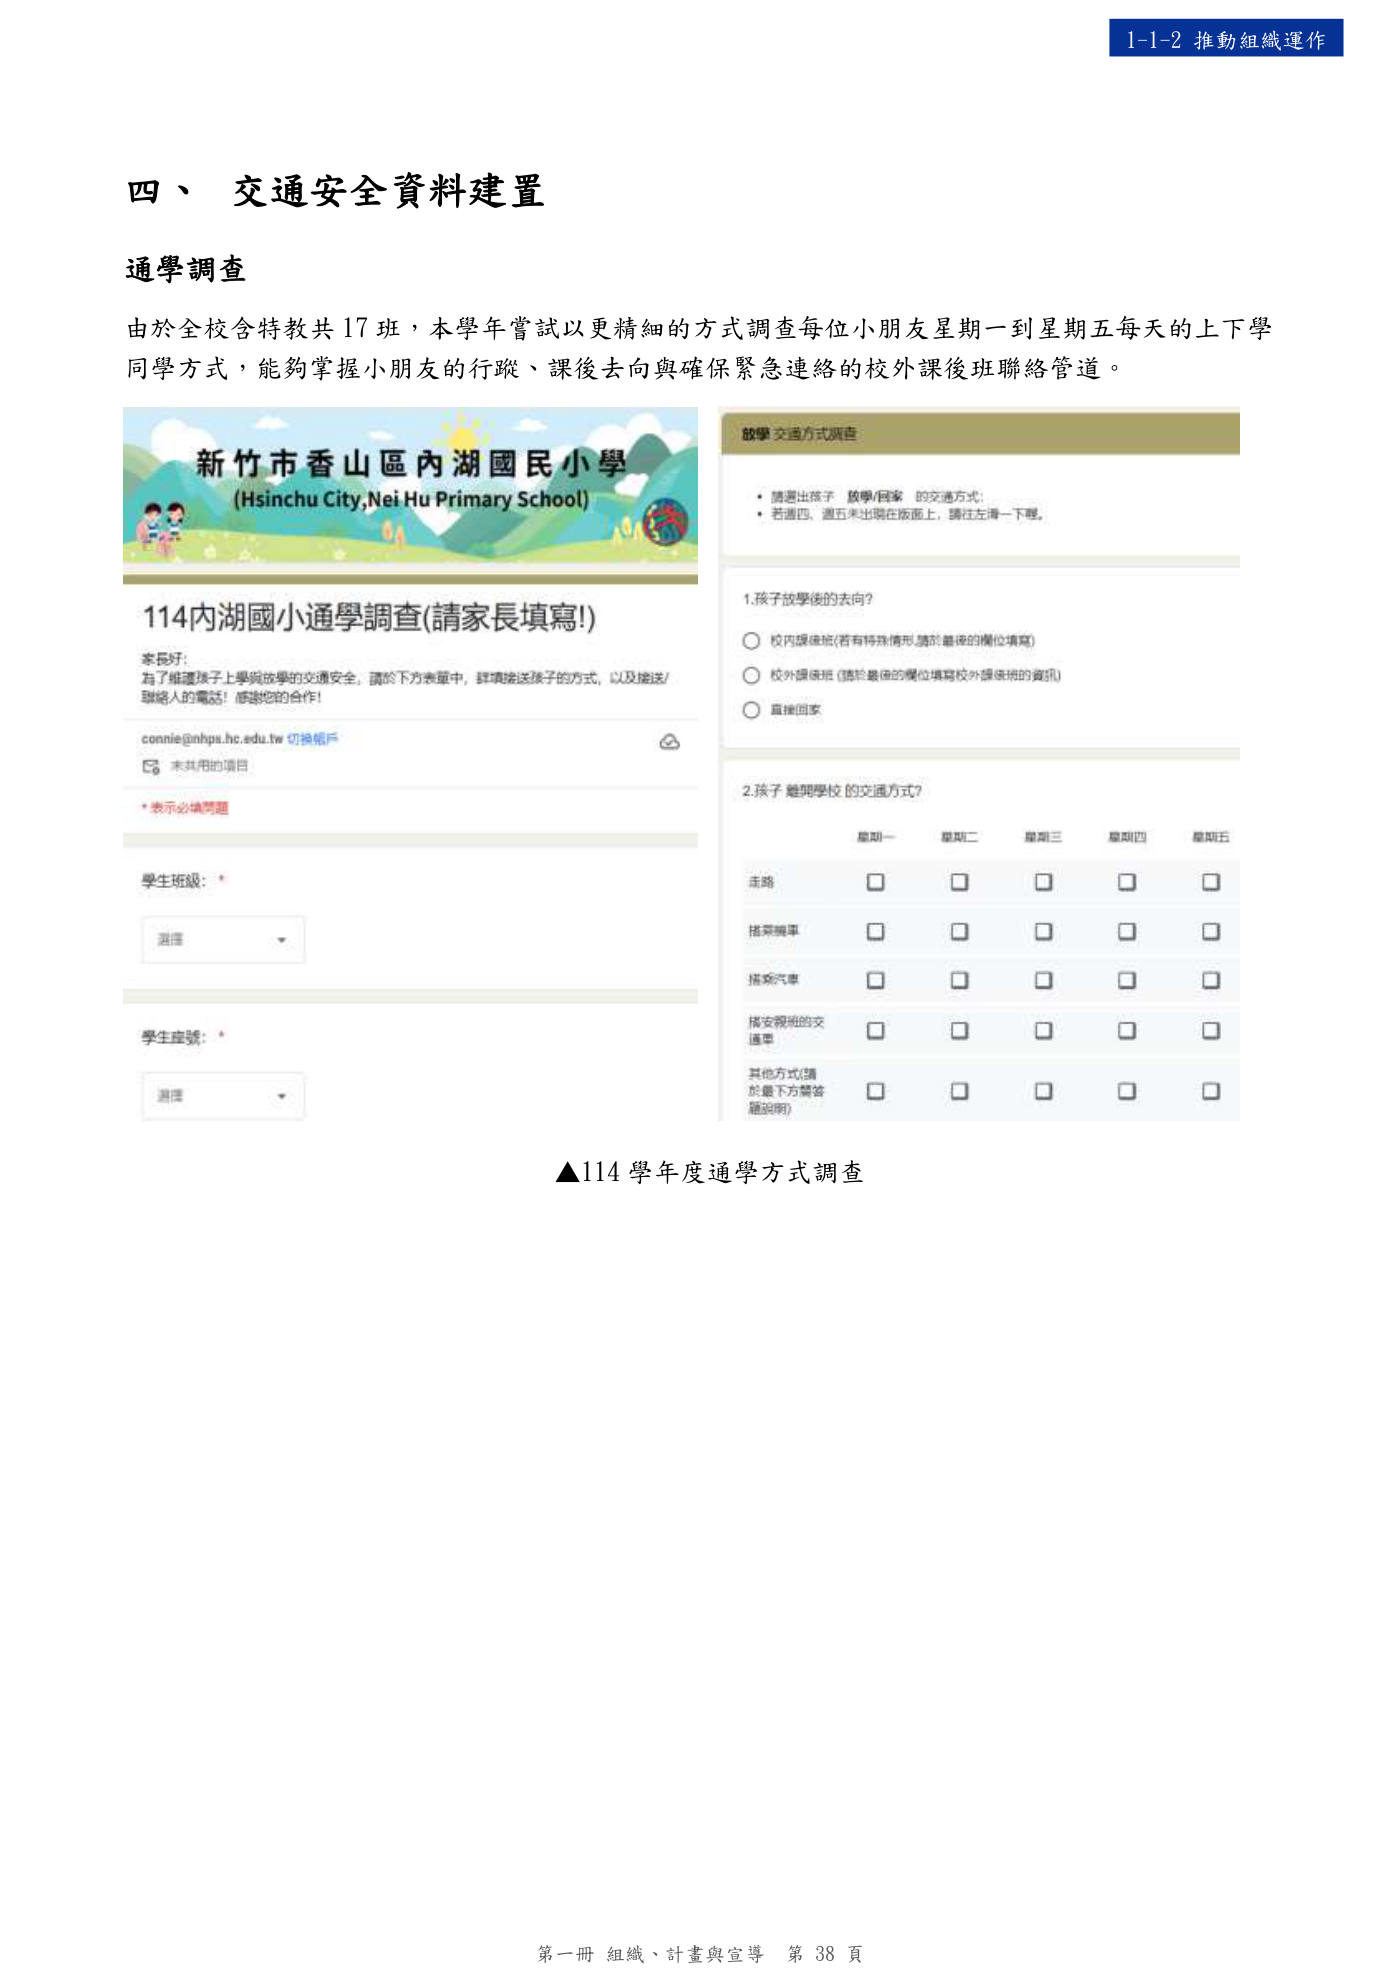 1-1-2 推動組織運作
四、 交通安全資料建置
通學調查
由於全校含特教共 17 班，本學年嘗試以更精細的方式調查每位小朋友星期一到星期五每天的上下學
同學方式，能夠掌握小朋友的行蹤、課後去向與確保緊急連絡的校外課後班聯絡管道。
新竹市香山區內湖國民小學
(Hsinchu City,Nei Hu Primary School)
114內湖國小通學調查(請家長填寫!)
家長好:
為了維護孩子上學與放學的交通安全，請於下方表單中，詳填接送孩子的方式，以及接送/
聯絡人的電話！感謝您的合作！
connie@nhps.hc.edu.tw 切換帳戶
未共用的項目
* 表示必填問題
學生班級： *
選擇
學生座號： *
選擇
放學 交通方式調查
• 請選出孩子 放學/回家 的交通方式：
• 若週四、週五未出現在版面上，請往左滑一下喔。
1.孩子放學後的去向?
校內課後班(若有特殊情形,請於最後的欄位填寫)
校外課後班 (請於最後的欄位填寫校外課後班的資訊)
直接回家
2.孩子 離開學校 的交通方式?
星期一 星期二 星期三 星期四 星期五
走路
搭乘機車
搭乘汽車
搭安親班的交
通車
其他方式(請
於最下方簡答
題說明)
▲114 學年度通學方式調查
第一冊 組織、計畫與宣導 第 38 頁